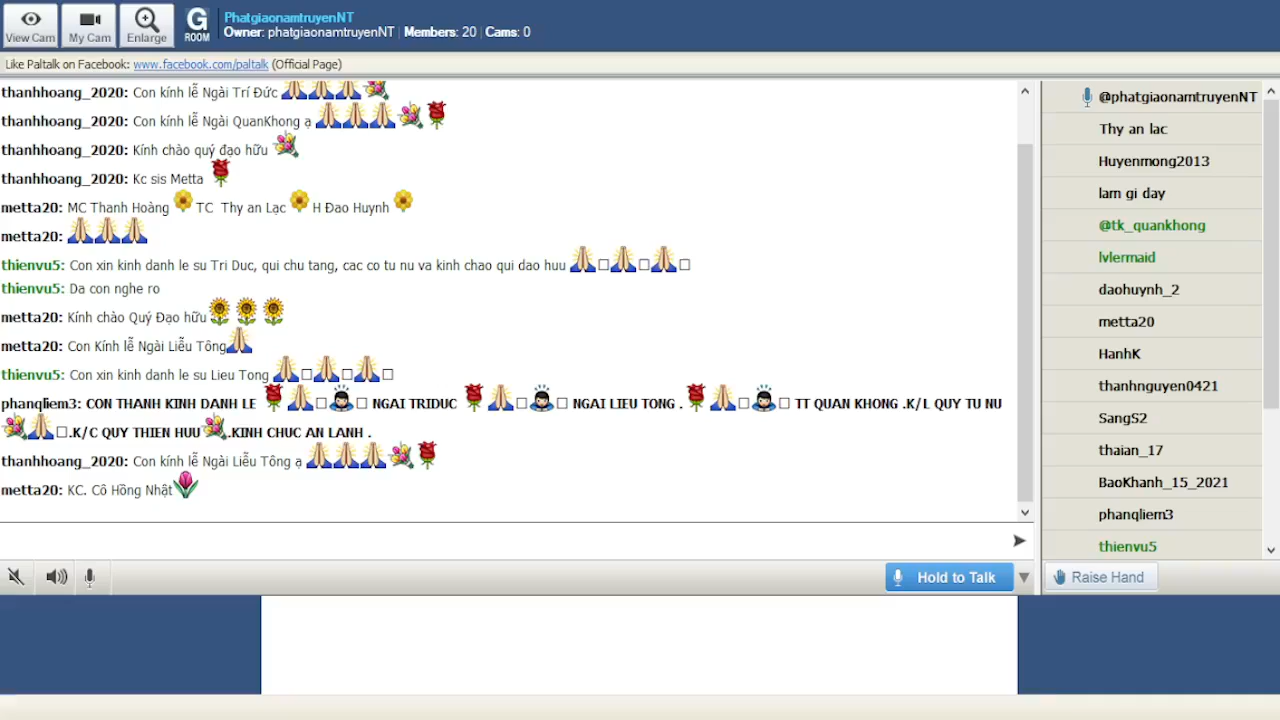 View Cam
My Cam
Enlarge
G
ROOM
PhatgiaonamtruyenNT
Owner: phatgiaonamtruyenNT | Members: 20 | Cams: 0
Like Paltalk on Facebook: www.facebook.com/paltalk (Official Page)
thanhhoang_2020: Con kính lễ Ngài Trí Đức
thanhhoang_2020: Con kính lễ Ngài QuanKhong ạ
thanhhoang_2020: Kính chào quý đạo hữu
thanhhoang_2020: Kc sis Metta
metta20: MC Thanh Hoàng TC Thy an Lạc H Đao Huynh
metta20:
thienvu5: Con xin kinh danh le su Tri Duc, qui chu tang, cac co tu nu va kinh chao qui dao huu
thienvu5: Da con nghe ro
metta20: Kính chào Quý Đạo hữu
metta20: Con Kính lễ Ngài Liễu Tông
thienvu5: Con xin kinh danh le su Lieu Tong
phanqliem3: CON THANH KINH DANH LE NGAI TRIDUC NGAI LIEU TONG . TT QUAN KHONG .K/L QUY TU NU
.K/C QUY THIEN HUU .KINH CHUC AN LANH .
thanhhoang_2020: Con kính lễ Ngài Liễu Tông ạ
metta20: KC. Cô Hồng Nhật
Hold to Talk
@phatgiaonamtruyenNT
Thy an lac
Huyenmong2013
lam gi day
@tk_quankhong
lvlermaid
daohuynh_2
metta20
HanhK
thanhnguyen0421
SangS2
thaian_17
BaoKhanh_15_2021
phanqliem3
thienvu5
Raise Hand